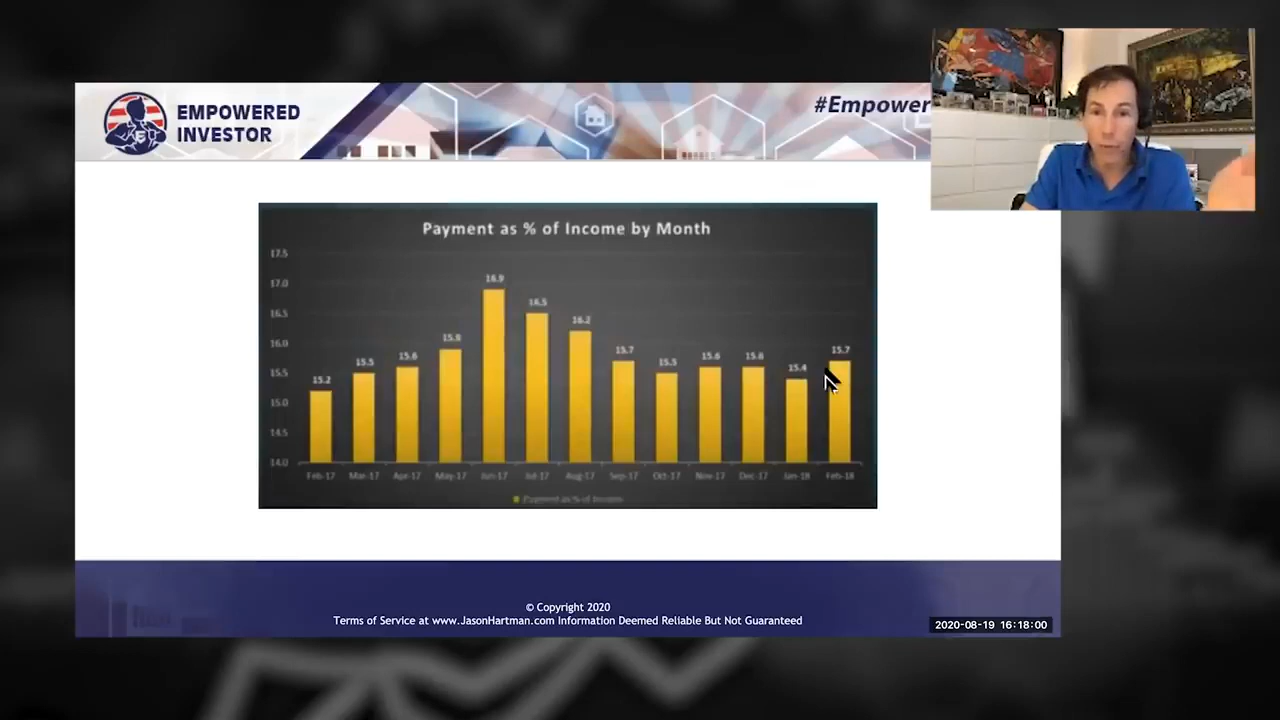 EMPOWERED
INVESTOR
#Empower
Payment as % of Income by Month
17.5
17.0
16.5
16.0
15.5
15.0
14.5
14.0
15.2
15.5
15.6
15.9
16.9
16.5
16.2
15.7
15.5
15.6
15.6
15.4
15.7
Feb-17 Mar-17 Apr-17 May-17 Jun-17 Jul-17 Aug-17 Sep-17 Oct-17 Nov-17 Dec-17 Jan-18 Feb-18
Payment as % of Income
© Copyright 2020
Terms of Service at www.JasonHartman.com Information Deemed Reliable But Not Guaranteed
2020-08-19 16:18:00